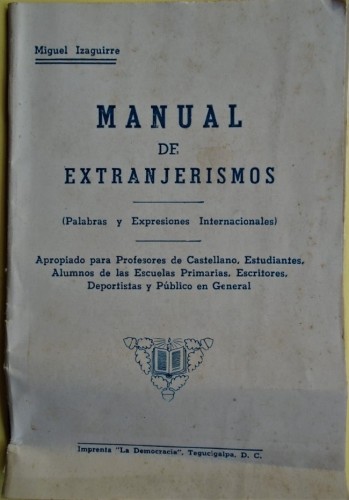 Miguel Izaguirre
MANUAL
DE
EXTRANJERISMOS
(Palabras y Expresiones Internacionales)
Apropiado para Profesores de Castellano, Estudiantes,
Alumnos de las Escuelas Primarias, Escritores,
Deportistas y Público en General
Imprenta "La Democracia", Tegucigalpa, D. C.